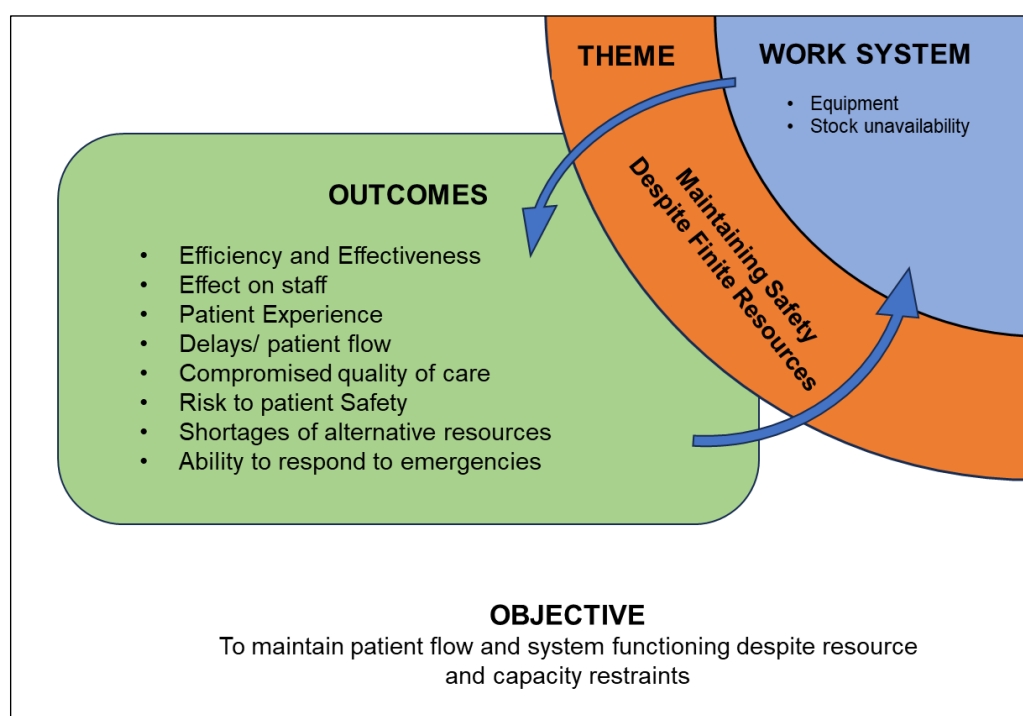 THEME
WORK SYSTEM
• Equipment
• Stock unavailability
Maintaining Safety
Despite Finite Resources
OUTCOMES
• Efficiency and Effectiveness
• Effect on staff
• Patient Experience
• Delays/ patient flow
• Compromised quality of care
• Risk to patient Safety
• Shortages of alternative resources
• Ability to respond to emergencies
OBJECTIVE
To maintain patient flow and system functioning despite resource
and capacity restraints